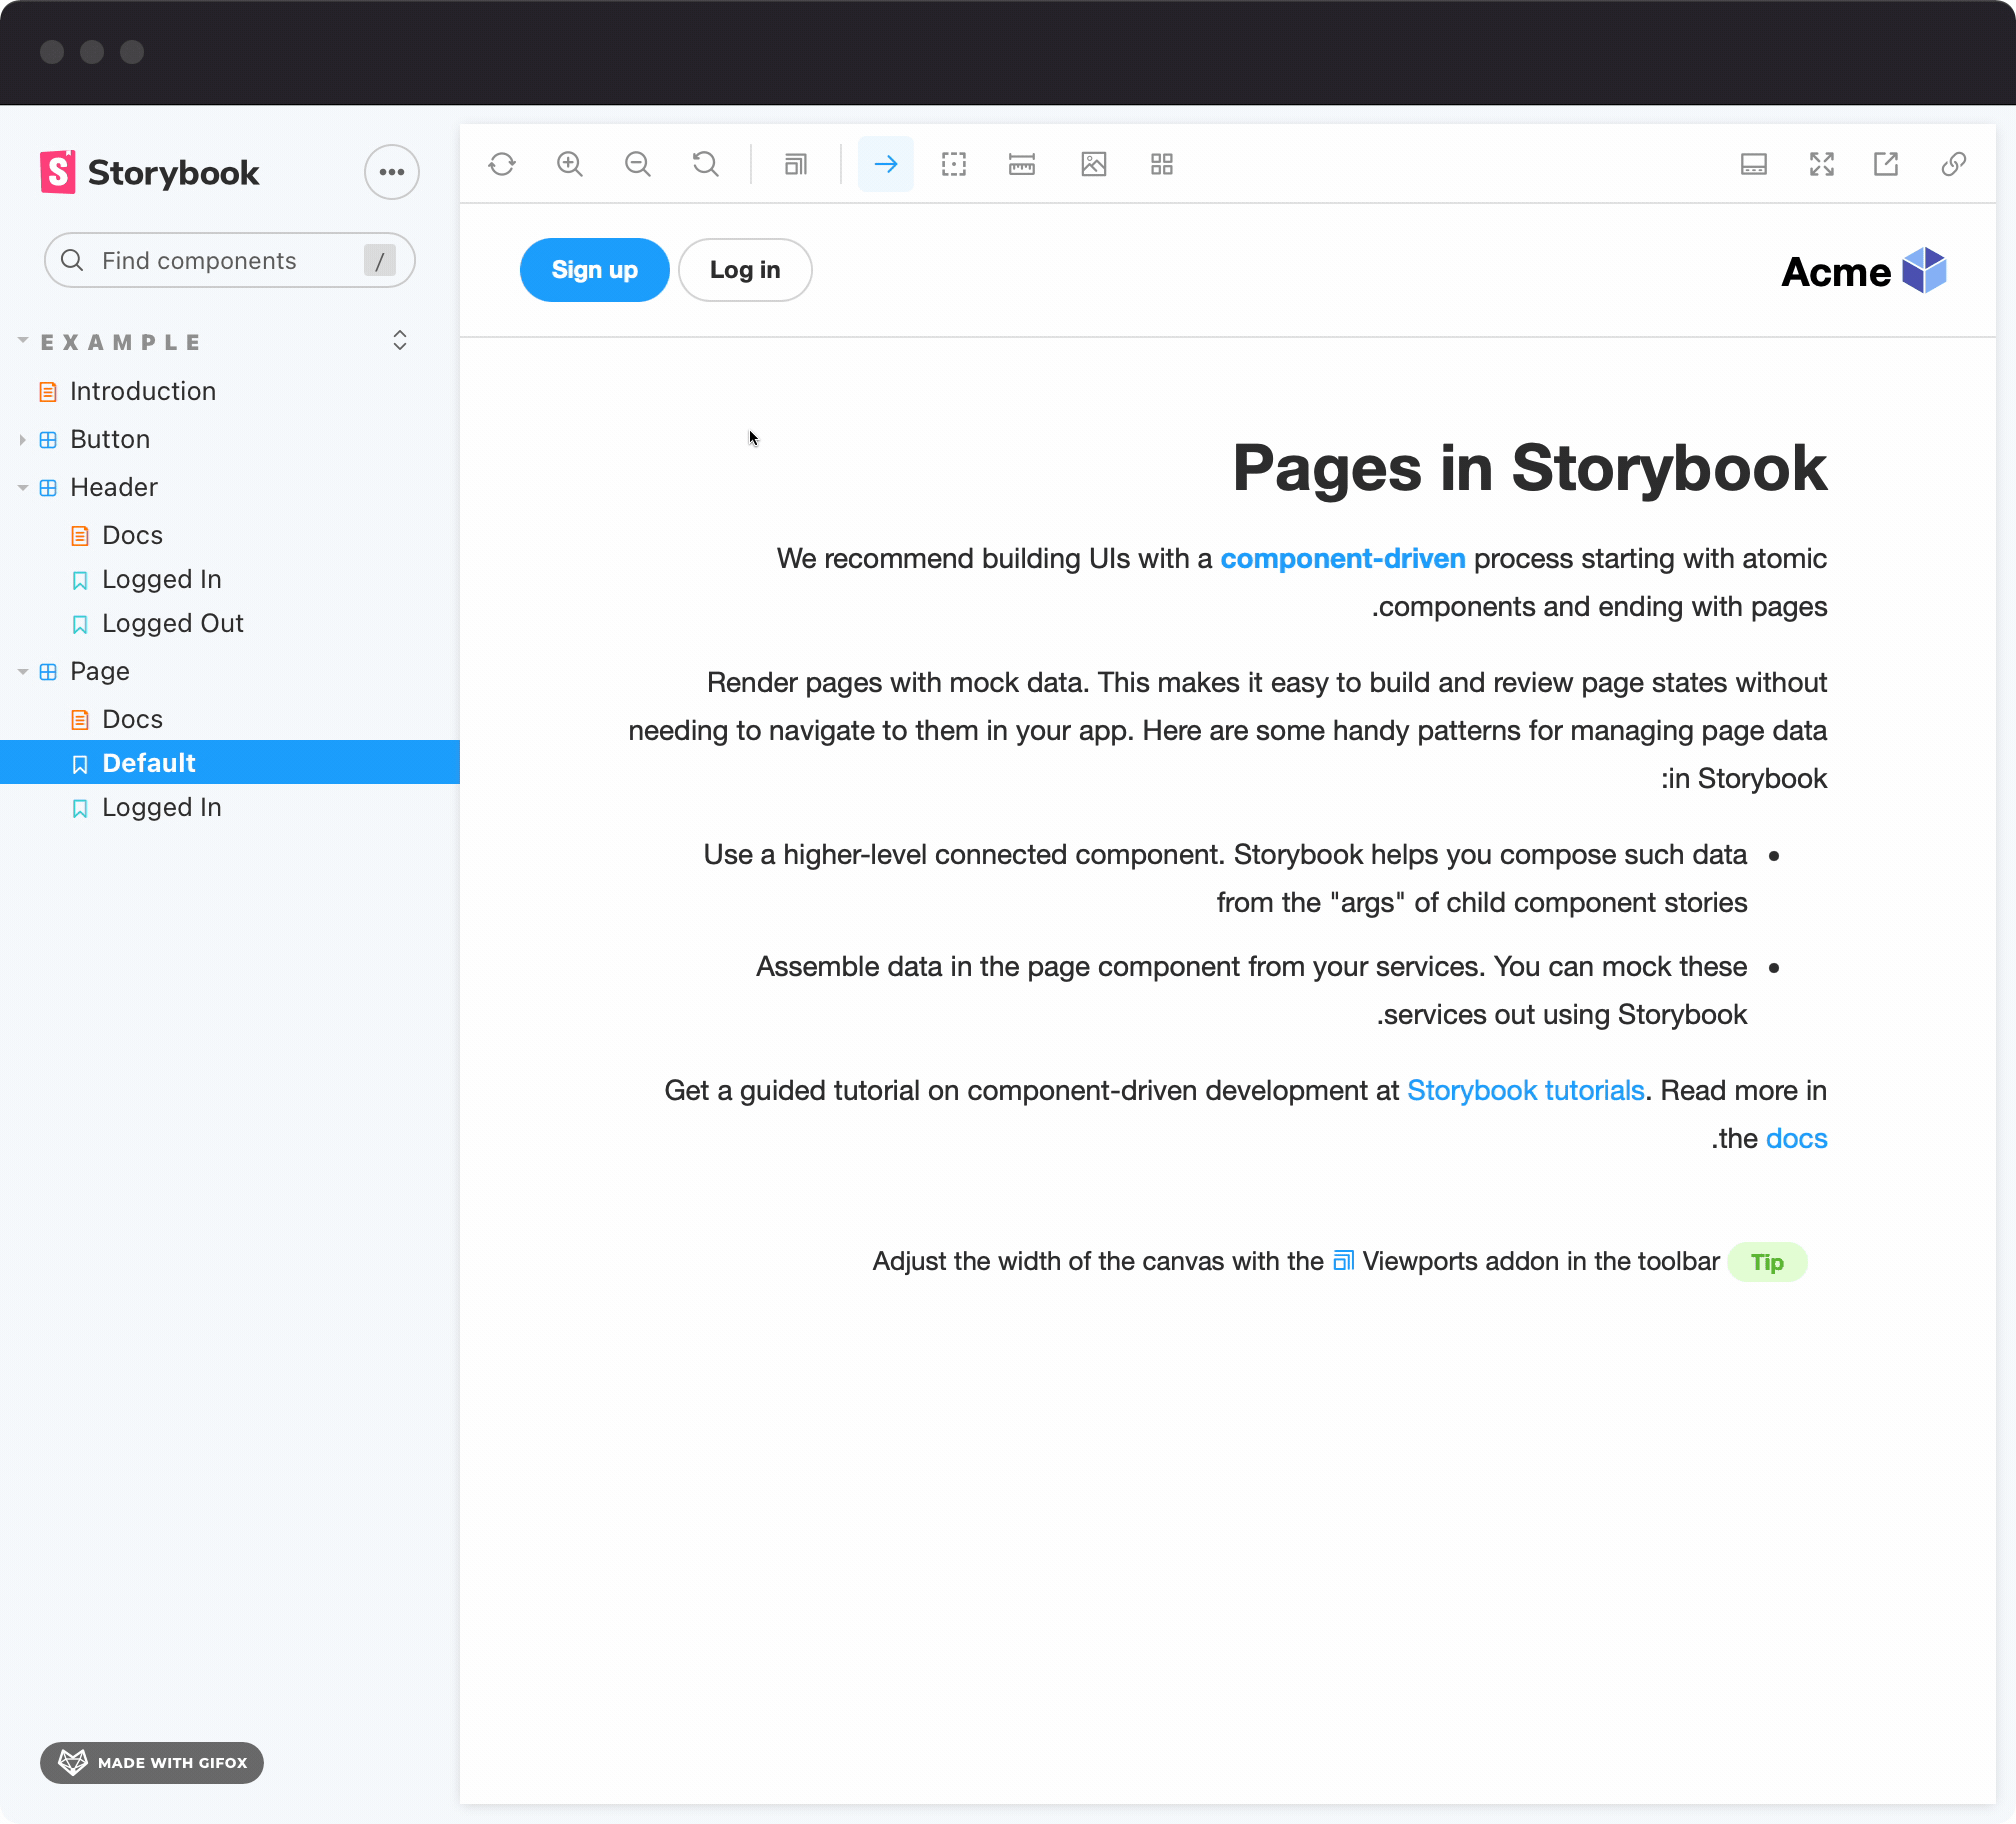 Storybook
Find components /
EXAMPLE
Introduction
Button
Header
Docs
Logged In
Logged Out
Page
Docs
Default
Logged In
MADE WITH GIFOX
Sign up
Log in
Acme
Pages in Storybook
We recommend building UIs with a component-driven process starting with atomic
.components and ending with pages
Render pages with mock data. This makes it easy to build and review page states without
needing to navigate to them in your app. Here are some handy patterns for managing page data
:in Storybook
Use a higher-level connected component. Storybook helps you compose such data
from the "args" of child component stories
Assemble data in the page component from your services. You can mock these
.services out using Storybook
Get a guided tutorial on component-driven development at Storybook tutorials. Read more in
.the docs
Adjust the width of the canvas with the Viewports addon in the toolbar Tip